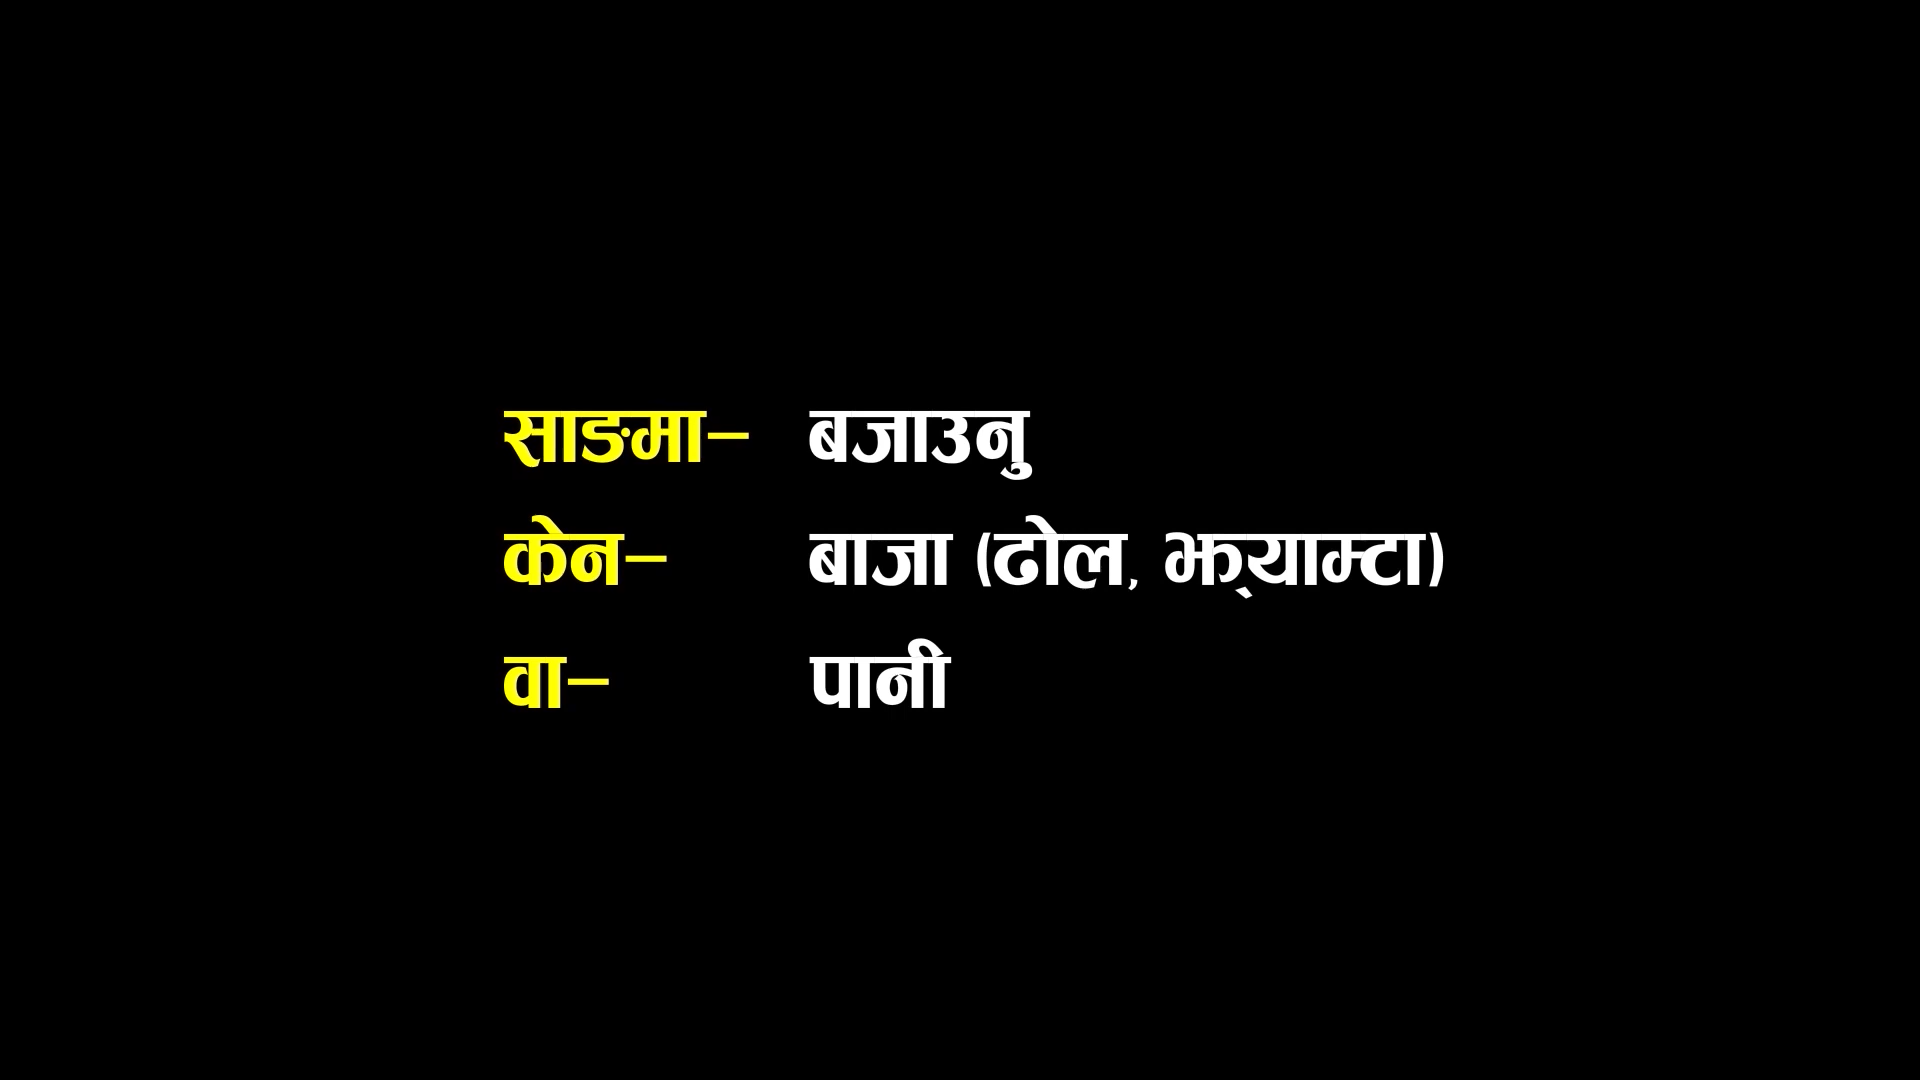 साङमा– बजाउनु
केन– बाजा (ढोल, झ्याम्टा)
वा– पानी